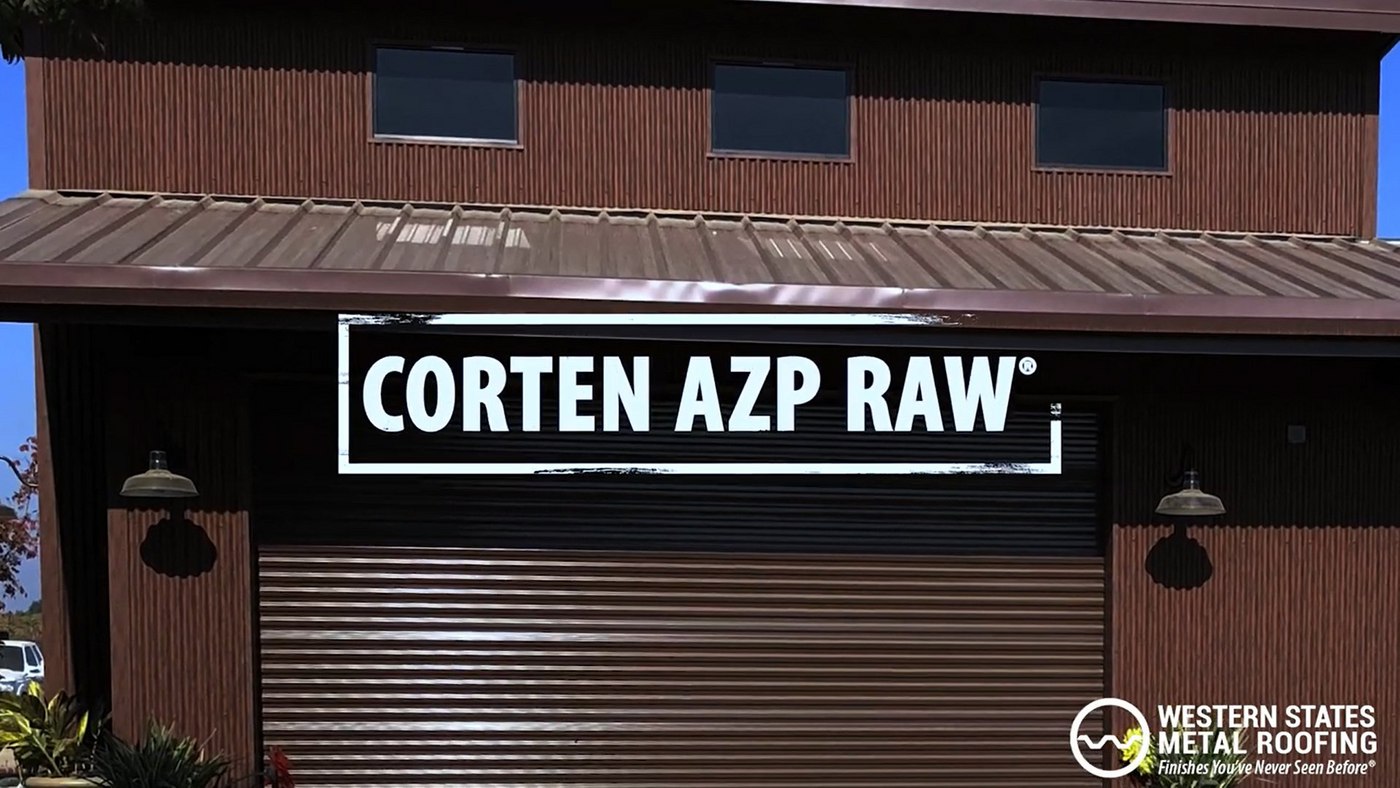 CORTEN AZP RAW®
WESTERN STATES
METAL ROOFING
Finishes You've Never Seen Before®